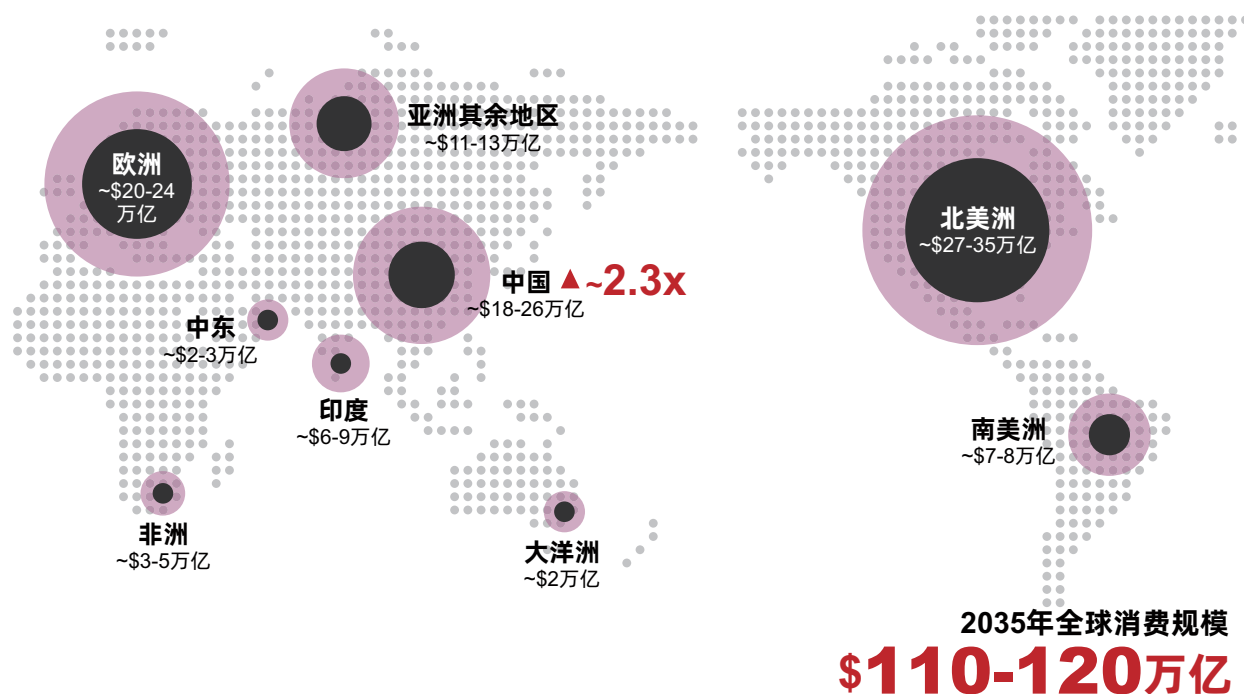 亚洲其余地区
~$11-13万亿
欧洲
~$20-24
万亿
北美洲
~$27-35万亿
中国 ▲~2.3x
~$18-26万亿
中东
~$2-3万亿
印度
~$6-9万亿
南美洲
~$7-8万亿
非洲
~$3-5万亿
大洋洲
~$2万亿
2035年全球消费规模
$110-120万亿